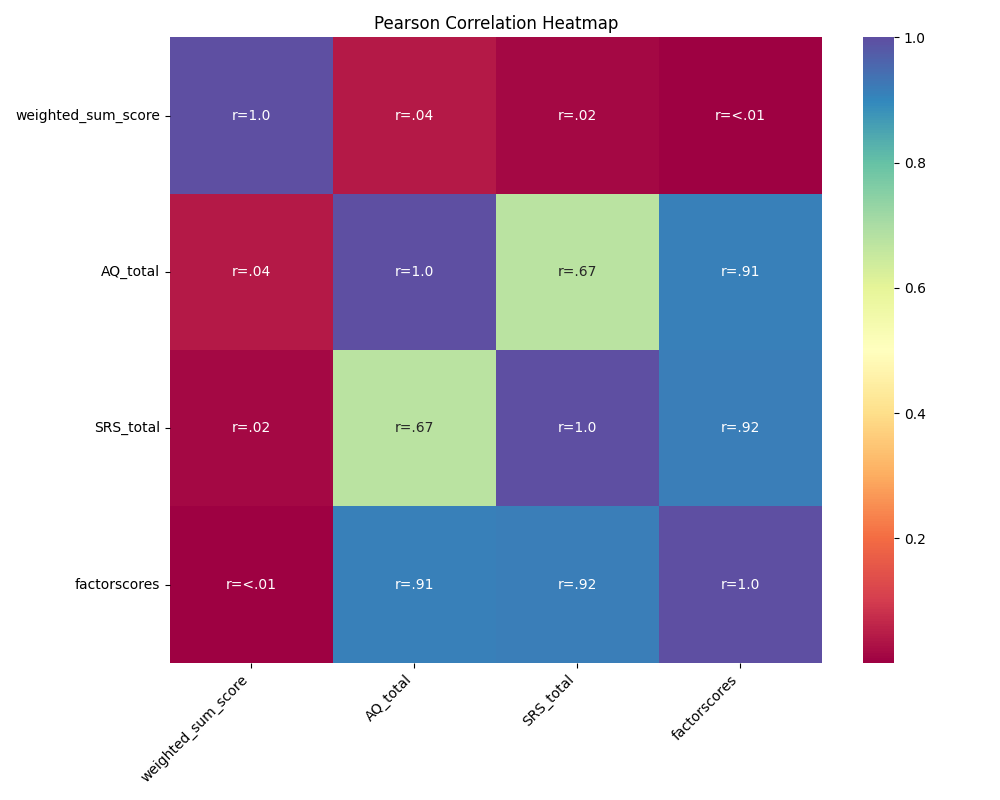 Pearson Correlation Heatmap
weighted_sum_score
r=1.0
r=.04
r=.02
r=<.01
AQ_total
r=.04
r=1.0
r=.67
r=.91
SRS_total
r=.02
r=.67
r=1.0
r=.92
factorscores
r=<.01
r=.91
r=.92
r=1.0
weighted_sum_score
AQ_total
SRS_total
factorscores
1.0
0.8
0.6
0.4
0.2